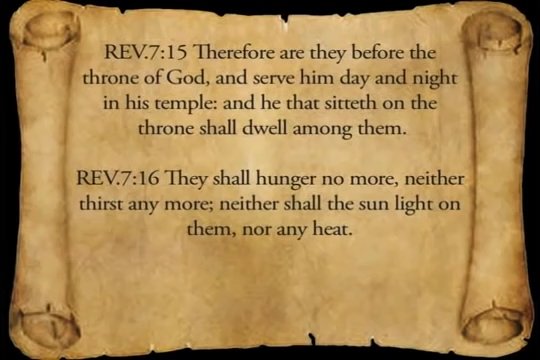 REV.7:15 Therefore are they before the
throne of God, and serve him day and night
in his temple: and he that sitteth on the
throne shall dwell among them.
REV.7:16 They shall hunger no more, neither
thirst any more; neither shall the sun light on
them, nor any heat.